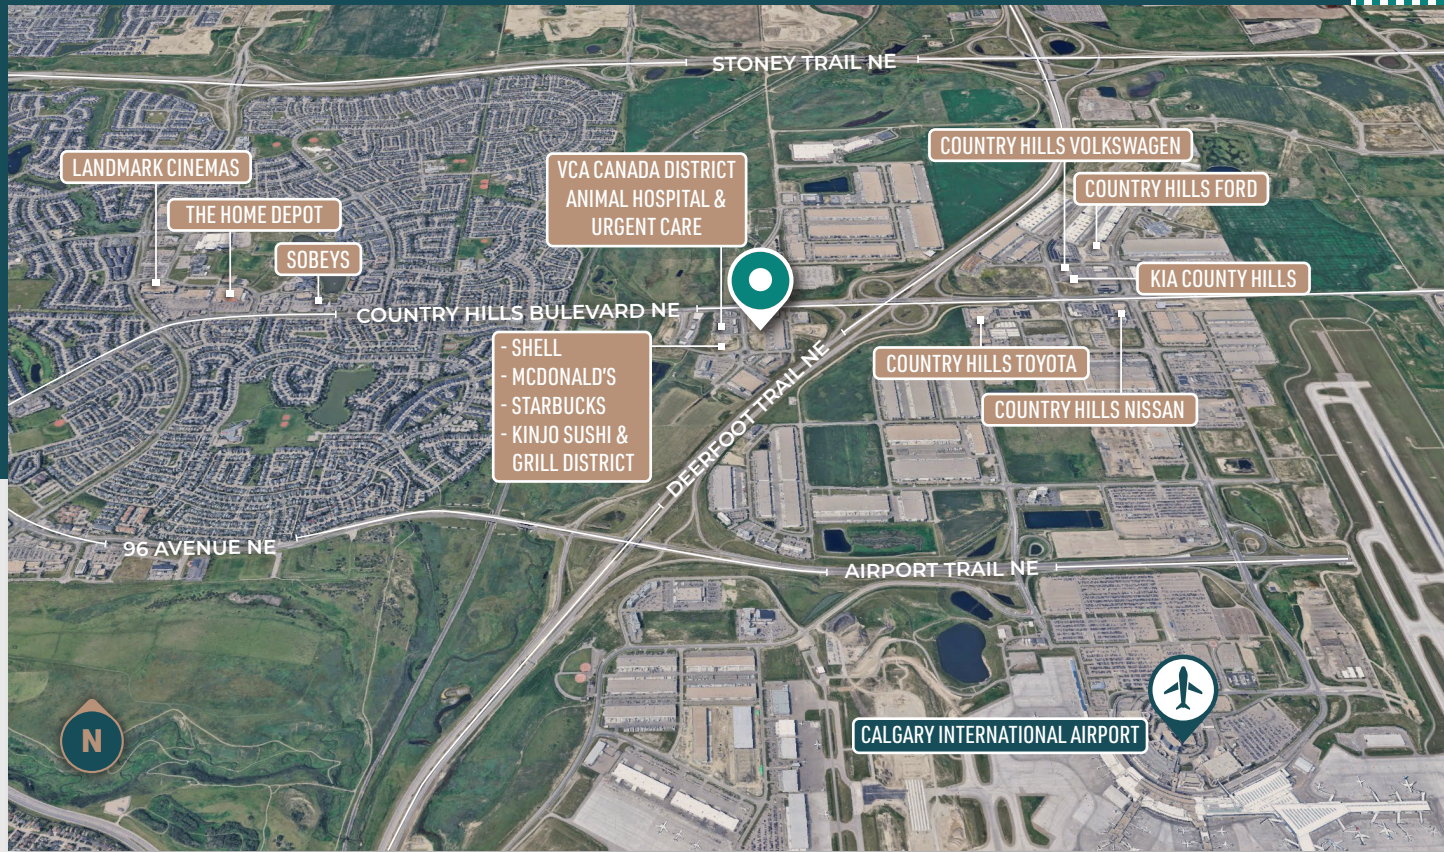 STONEY TRAIL NE
COUNTRY HILLS VOLKSWAGEN
LANDMARK CINEMAS
VCA CANADA DISTRICT
ANIMAL HOSPITAL &
URGENT CARE
COUNTRY HILLS FORD
THE HOME DEPOT
SOBEYS
KIA COUNTY HILLS
COUNTRY HILLS BULEVARD NE
- SHELL
- MCDONALD'S
- STARBUCKS
- KINJO SUSHI &
GRILL DISTRICT
DEERFOOT TRAIL NE
COUNTRY HILLS TOYOTA
COUNTRY HILLS NISSAN
96 AVENUE NE
AIRPORT TRAIL NE
N
CALGARY INTERNATIONAL AIRPORT